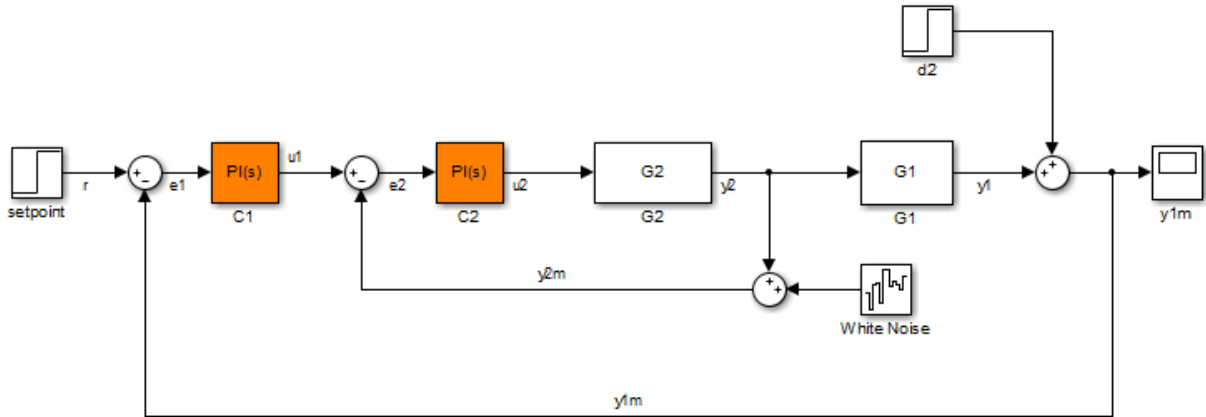 d2
setpoint
r
e1
PI(s)
C1
u1
e2
PI(s)
C2
u2
G2
G2
y2
G1
G1
y1
y1m
y2m
White Noise
y1m